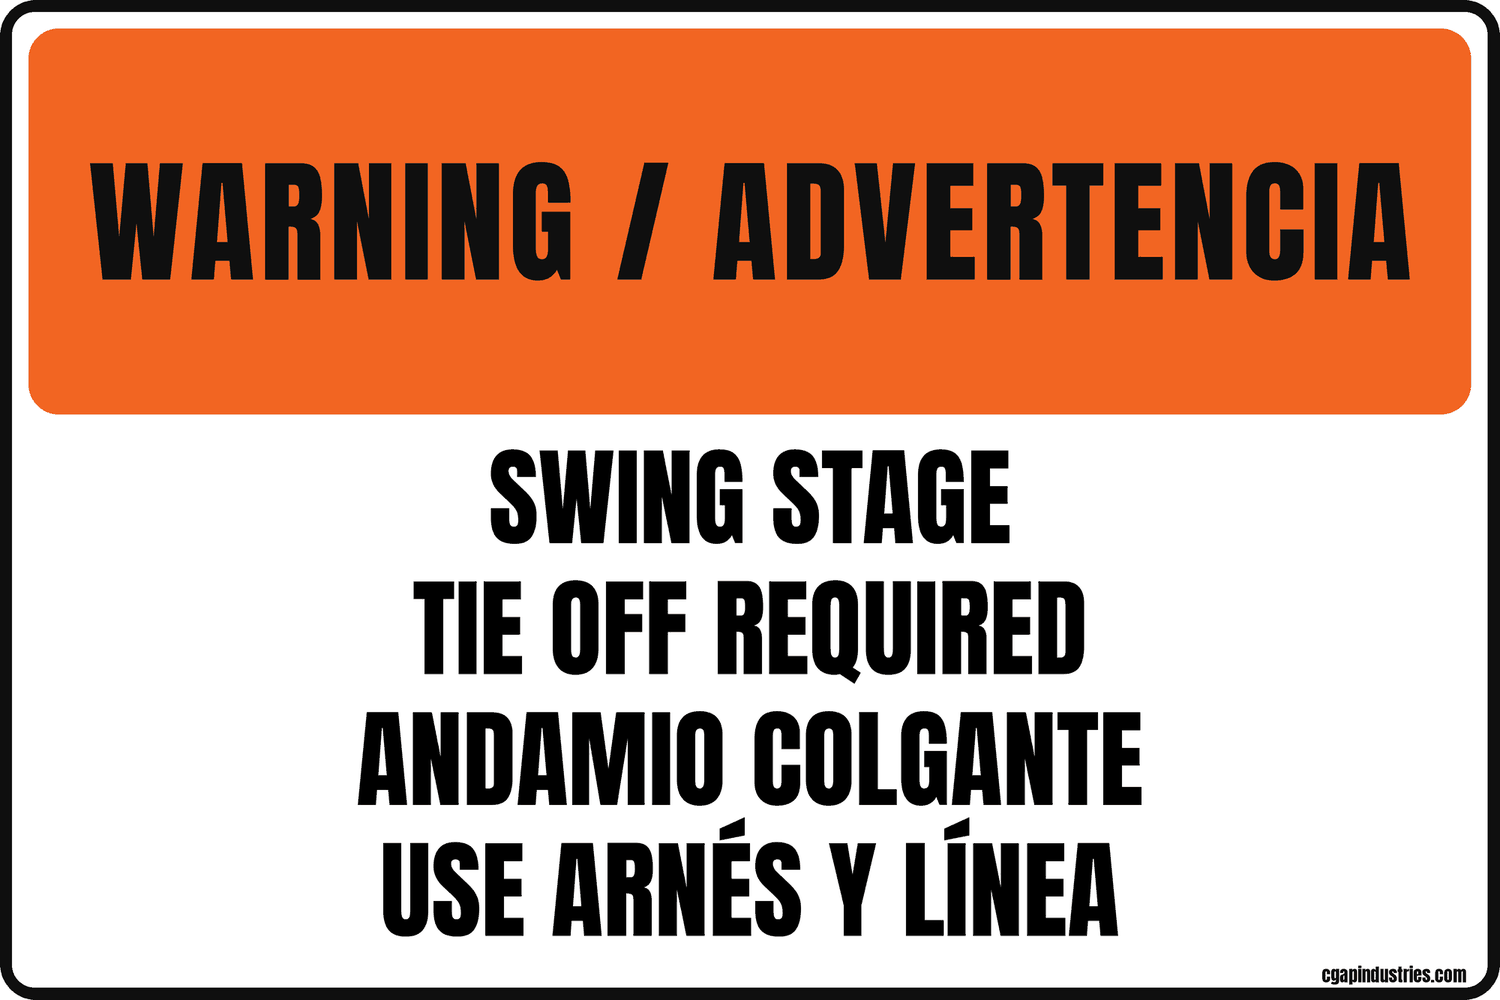 WARNING / ADVERTENCIA
SWING STAGE
TIE OFF REQUIRED
ANDAMIO COLGANTE
USE ARNÉS Y LÍNEA
cgapindustries.com